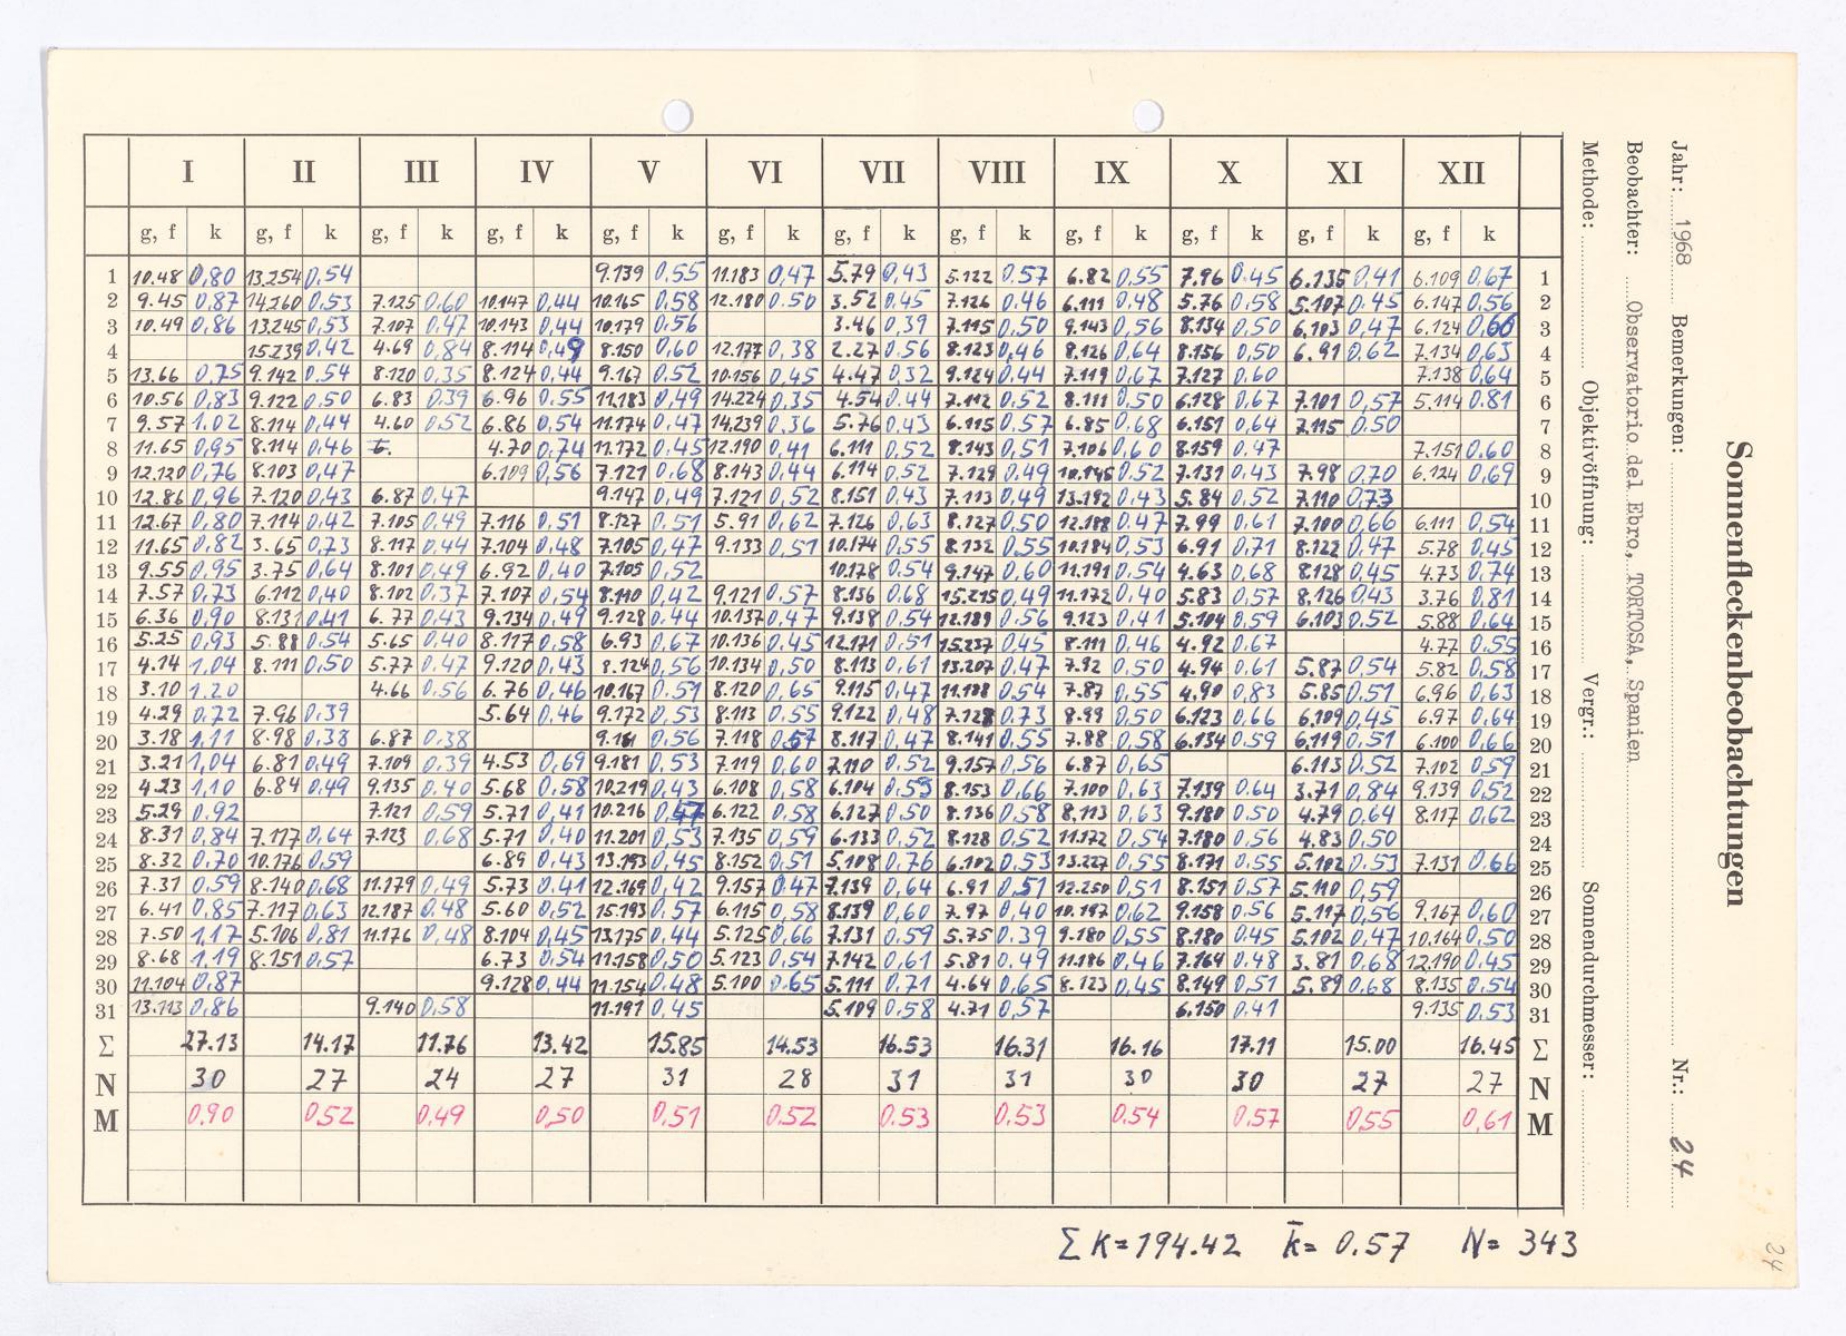 I II III IV V VI VII VIII IX X XI XII
g, f k g, f k g, f k g, f k g, f k g, f k g, f k g, f k g, f k g, f k g, f k g, f k
1 10.48 0,80 13.254 0,54 9.139 0,55 11.183 0,47 5.79 0,43 5.122 0,57 6.82 0,55 7.96 0.45 6.135 0,41 6.109 0,67 1
2 9.45 0,87 14.260 0,53 7.125 0,60 10.147 0,44 10.165 0,58 12.180 0,50 3.52 0,45 7.126 0.46 6.111 0,48 5.76 0,58 5.107 0,45 6.147 0,56 2
3 10.49 0,86 13.245 0,53 7.107 0,47 10.143 0,44 10.179 0,56 3.46 0,39 7.115 0,50 9.143 0,56 8.134 0,50 6,103 0,47 6.124 0,66 3
4 15.239 0,42 4.69 0,84 8.114 0,49 8.150 0,60 12.177 0,38 2.27 0,56 8.123 0,46 8.126 0,64 8.156 0,50 6.91 0,62 7.134 0,63 4
5 13.66 0,75 9.142 0,54 8.120 0,35 8.124 0,44 9.167 0,52 10.156 0,45 4.47 0,32 9.124 0,44 7.119 0,67 7.127 0,60 7.138 0,64 5
6 10.56 0,83 9.122 0,50 6.83 0,39 6.96 0,55 11.183 0,49 14.224 0,35 4.54 0.44 7.112 0,52 8.111 0,50 6.128 0,67 7.101 0,57 5.114 0.81 6
7 9.57 1.02 8.114 0,44 4.60 0,52 6.86 0,54 11.174 0,47 14,239 0,36 5.76 0,43 6.115 0,57 6.85 0,68 6.151 0,64 7.115 0,50 7
8 11.65 0,95 8.114 0,46 4.70 0,74 11.172 0,45 12.190 0,41 6.111 0,52 8.143 0,51 7.106 0,60 8.159 0,47 7.151 0,60 8
9 12.120 0,76 8.103 0,47 6.109 0,56 7.121 0,68 8.143 0,44 6.114 0,52 7.129 0,49 10.145 0,52 7.131 0,43 7.98 0,70 6.124 0,69 9
10 12.86 0,96 7.120 0,43 6.87 0,47 9.147 0,49 7.121 0,52 8.151 0,43 7.113 0,49 13.192 0,43 5.84 0,52 7.110 0,73 10
11 12.67 0,80 7.114 0,42 7.105 0,49 7.116 0,51 8.127 0,51 5.91 0,62 7.126 0,63 8.127 0,50 12.188 0.47 7.99 0,61 7.100 0,66 6.111 0,54 11
12 11.65 0,82 3.65 0,73 8.117 0,44 7.104 0,48 7.105 0,47 9.133 0,51 10.174 0,55 8.132 0,55 10.184 0,53 6.91 0,71 8.122 0,47 5.78 0,45 12
13 9.55 0,95 3.75 0,64 8.101 0,49 6.92 0,40 7.105 0,52 10.178 0,54 9.147 0,60 11.191 0,54 4.63 0,68 8.128 0,45 4.73 0,74 13
14 7.57 0,73 6.112 0,40 8.102 0,37 7.107 0,54 8.110 0,42 9.121 0,57 8.136 0,68 15.215 0,49 11.172 0,40 5.83 0,57 8.126 0,43 3.76 0,81 14
15 6.36 0,90 8.131 0,41 6.77 0,43 9.134 0,49 9.128 0,44 10.137 0,47 9.138 0,54 12.189 0,56 9.123 0,41 5.104 0,59 6.103 0,52 5.88 0,64 15
16 5.25 0,93 5.88 0,54 5.65 0,40 8.117 0,58 6.93 0,67 10.136 0,45 12.171 0,51 15.237 0,45 8.111 0,46 4.92 0,67 4.77 0,55 16
17 4.14 1,04 8.111 0,50 5.77 0,47 9.120 0,43 8.124 0,56 10.134 0,50 8.113 0,61 13.207 0,47 7.92 0,50 4.94 0,61 5.87 0,54 5.82 0,58 17
18 3.10 1.20 4.66 0,56 6.76 0,46 10.167 0,51 8.120 0,65 9.115 0,47 11.188 0,54 7.87 0,55 4.90 0,83 5.85 0,51 6.96 0,63 18
19 4.29 0,72 7.96 0,39 5.64 0,46 9.172 0,53 8.113 0,55 9.122 0,48 7.128 0,73 8.99 0,50 6.123 0,66 6.109 0,45 6.97 0,64 19
20 3.18 1,11 8.98 0,38 6.87 0,38 9.161 0,56 7.118 0,57 8.117 0,47 8.141 0,55 7.88 0,58 6.134 0,59 6.119 0,51 6.100 0,66 20
21 3.21 1,04 6.81 0,49 7.109 0,39 4.53 0,69 9.181 0,53 7.119 0,60 7.110 0,52 9.157 0,56 6.87 0,65 6.113 0.52 7.102 0,59 21
22 4.23 1,10 6.84 0,49 9.135 0,40 5.68 0,58 10.219 0,43 6.108 0,58 6.104 0,59 8.153 0,66 7.100 0,63 7.139 0,64 3.71 0,84 9.139 0,52 22
23 5.29 0.92 7.121 0,59 5.71 0,41 10.216 0,47 6.122 0,58 6.127 0,50 8.136 0,58 8,113 0,63 9.180 0,50 4.79 0,64 8.117 0,62 23
24 8.31 0,84 7.117 0,64 7.123 0,68 5.71 0,40 11.201 0,53 7.135 0,59 6.133 0,52 8.128 0,52 11.172 0,54 7.180 0,56 4.83 0,50 24
25 8.32 0,70 10.176 0,59 6.89 0,43 13.193 0,45 8.152 0,51 5.108 0,76 6.102 0,53 13.227 0,55 8.171 0,55 5.102 0.53 7.131 0.66 25
26 7.31 0,59 8.140 0,68 11.179 0,49 5.73 0.41 12.169 0,42 9.157 0,47 7.139 0,64 6.91 0,51 12.250 0,51 8.151 0,57 5.110 0,59 26
27 6.41 0,85 7.117 0,63 12.187 0.48 5.60 0,52 15.193 0,57 6.115 0,58 8.139 0,60 7.97 0,40 10.197 0,62 9.158 0.56 5.117 0,56 9.167 0,60 27
28 7.50 1,17 5.106 0,81 11.176 0,48 8.104 0,45 13.175 0,44 5.125 0,66 7.131 0,59 5.75 0.39 9.180 0,55 8.180 0.45 5.102 0,47 10.164 0,50 28
29 8.68 1,19 8.151 0,57 6.73 0,54 11.158 0,50 5.123 0,54 7.142 0,61 5.81 0.49 11.186 0,46 7.164 0,48 3.81 0,68 12.190 0.45 29
30 11.104 0,87 9.128 0,44 11.154 0,48 5.100 0,65 5.111 0,71 4.64 0,65 8.123 0,45 8.149 0,51 5.89 0,68 8.135 0,54 30
31 13.113 0,86 9.140 0,58 11.191 0,45 5.109 0,58 4.71 0,57 6.150 0,41 9.135 0,53 31
Σ 27.13 14.17 11.76 13.42 15.85 14.53 16.53 16.31 16.16 17.11 15.00 16.45 Σ
N 30 27 24 27 31 28 31 31 30 30 27 27 N
M 0,90 0,52 0,49 0,50 0,51 0,52 0.53 0.53 0.54 0.57 0,55 0,61 M
Σ K = 194.42 k̄ = 0.57 N = 343
Sonnenfleckenbeobachtungen
Jahr: 1968 Bemerkungen: Nr.: 24
Beobachter: Observatorio del Ebro, TORTOSA, Spanien
Methode: Objektivöffnung: Vergr.: Sonnendurchmesser:
24